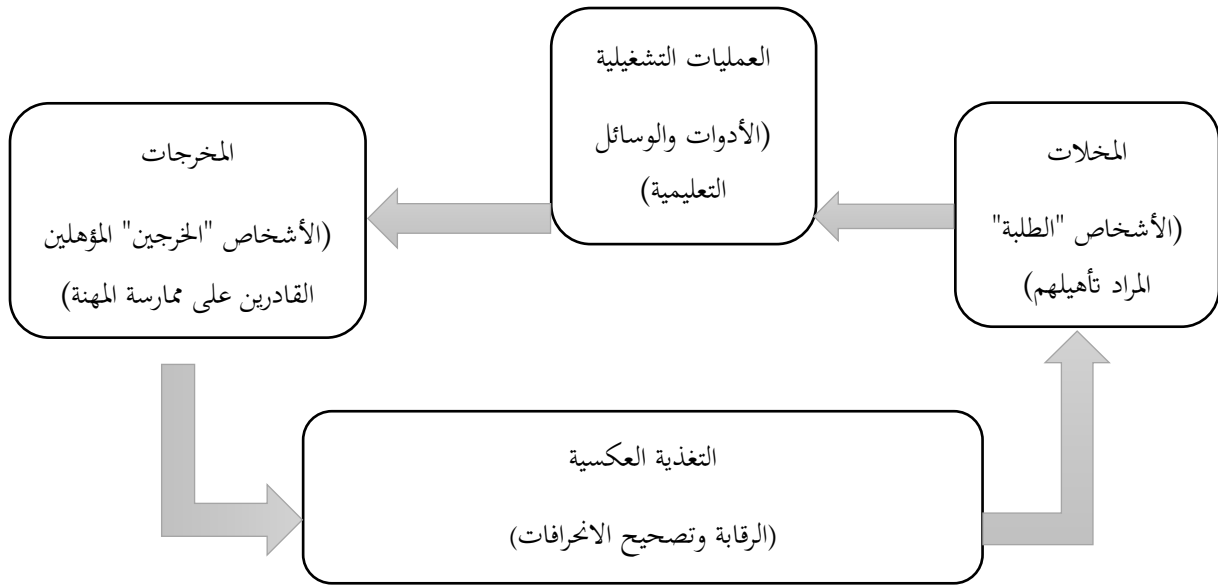 المخلات
(الأشخاص "الطلبة"
المراد تأهيلهم)
العمليات التشغيلية
(الأدوات والوسائل
التعليمية)
المخرجات
(الأشخاص "الخرجين" المؤهلين
القادرين على ممارسة المهنة)
التغذية العكسية
(الرقابة وتصحيح الانحرافات)